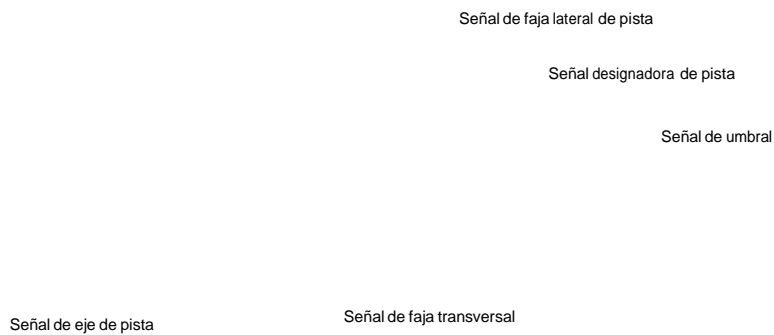 Señal de faja lateral de pista
Señal designadora de pista
Señal de umbral
Señal de faja transversal
Señal de eje de pista